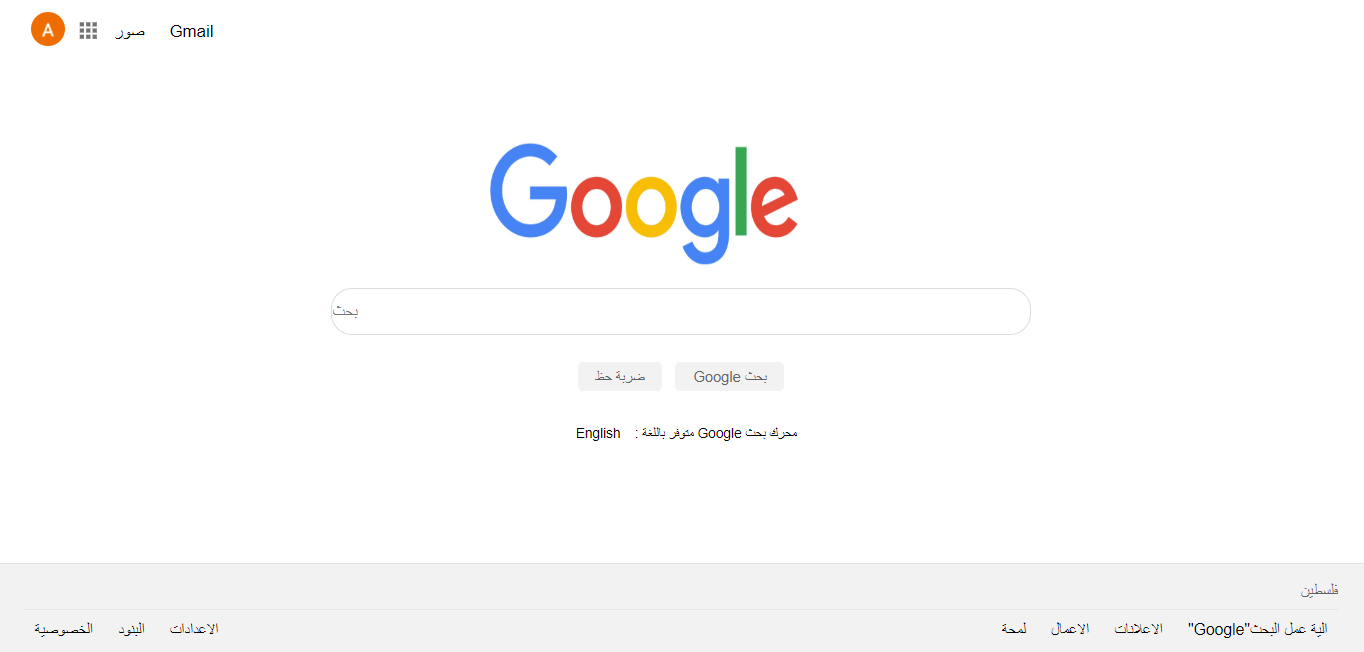 A صور Gmail
Google
بحث
بحث Google ضربة حظ
محرك بحث Google متوفر باللغة : English
فلسطين
الية عمل البحث"Google" الاعلانات الاعمال لمحة الاعدادات البنود الخصوصية